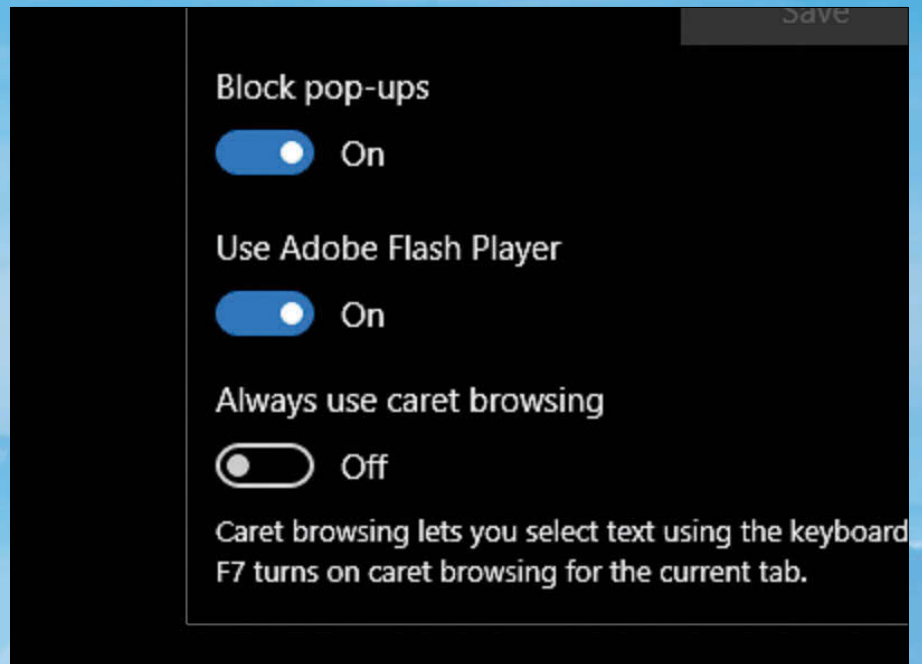 Save
Block pop-ups
On
Use Adobe Flash Player
On
Always use caret browsing
Off
Caret browsing lets you select text using the keyboard
F7 turns on caret browsing for the current tab.